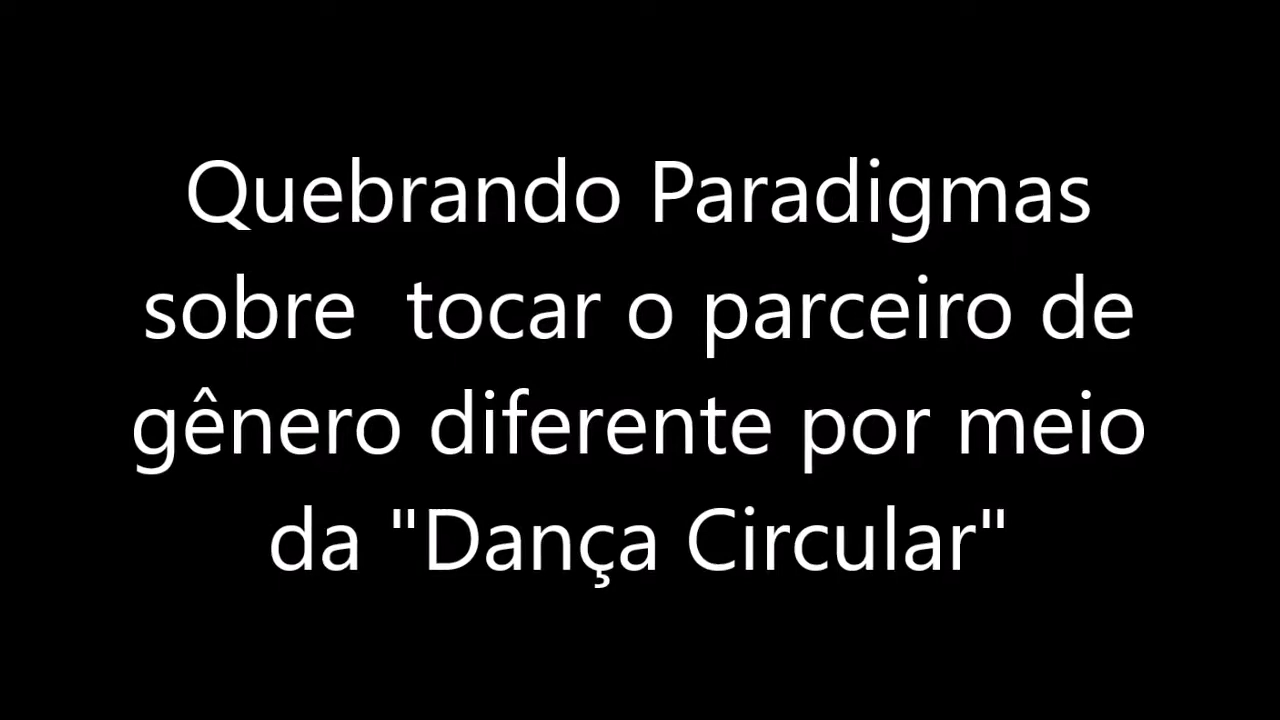 Quebrando Paradigmas
sobre  tocar o parceiro de
gênero diferente por meio
da "Dança Circular"